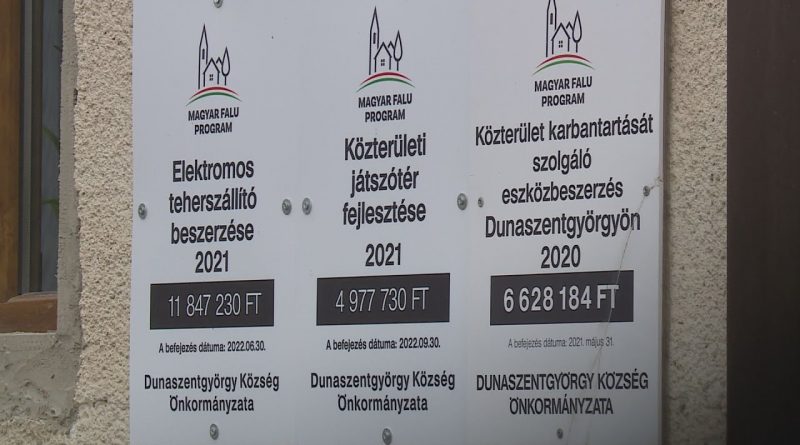 MAGYAR FALU
PROGRAM
Elektromos
teherszállító
beszerzése
2021
11 847 230 FT
A befejezés dátuma: 2022.06.30.
Dunaszentgyörgy Község
Önkormányzata
MAGYAR FALU
PROGRAM
Közterületi
játszótér
fejlesztése
2021
4 977 730 FT
A befejezés dátuma: 2022.09.30.
Dunaszentgyörgy Község
Önkormányzata
MAGYAR FALU
PROGRAM
Közterület karbantartását
szolgáló
eszközbeszerzés
Dunaszentgyörgyön
2020
6 628 184 FT
A befejezés dátuma: 2021. május 31.
DUNASZENTGYÖRGY KÖZSÉG
ÖNKORMÁNYZATA